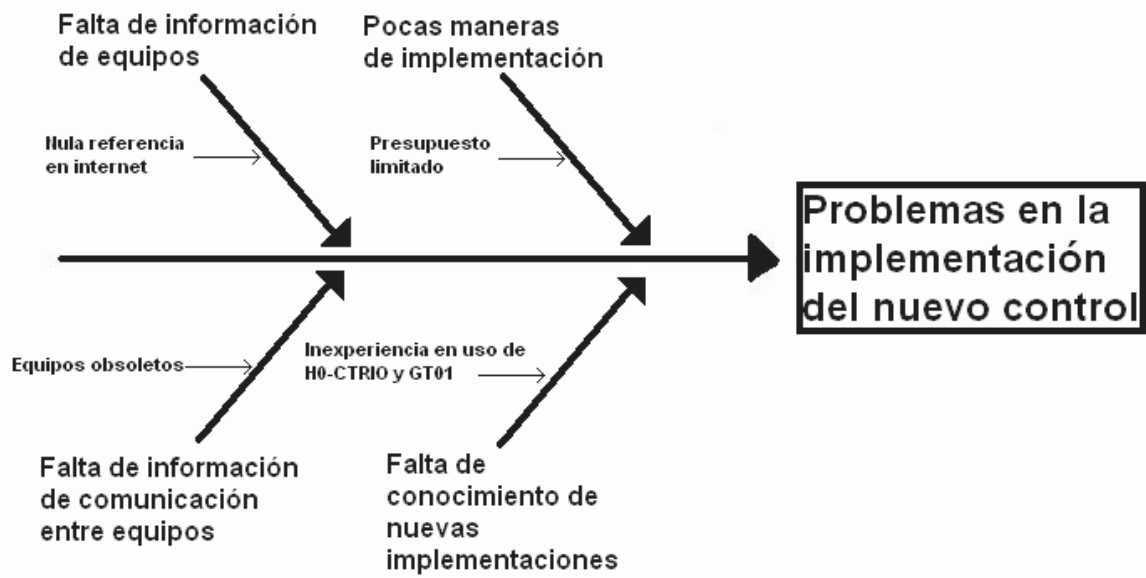 Falta de información
de equipos
Pocas maneras
de implementación
Nula referencia
en internet
Presupuesto
limitado
Problemas en la
implementación
del nuevo control
Equipos obsoletos
Inexperiencia en uso de
H0-CTRIO y GT01
Falta de información
de comunicación
entre equipos
Falta de
conocimiento de
nuevas
implementaciones